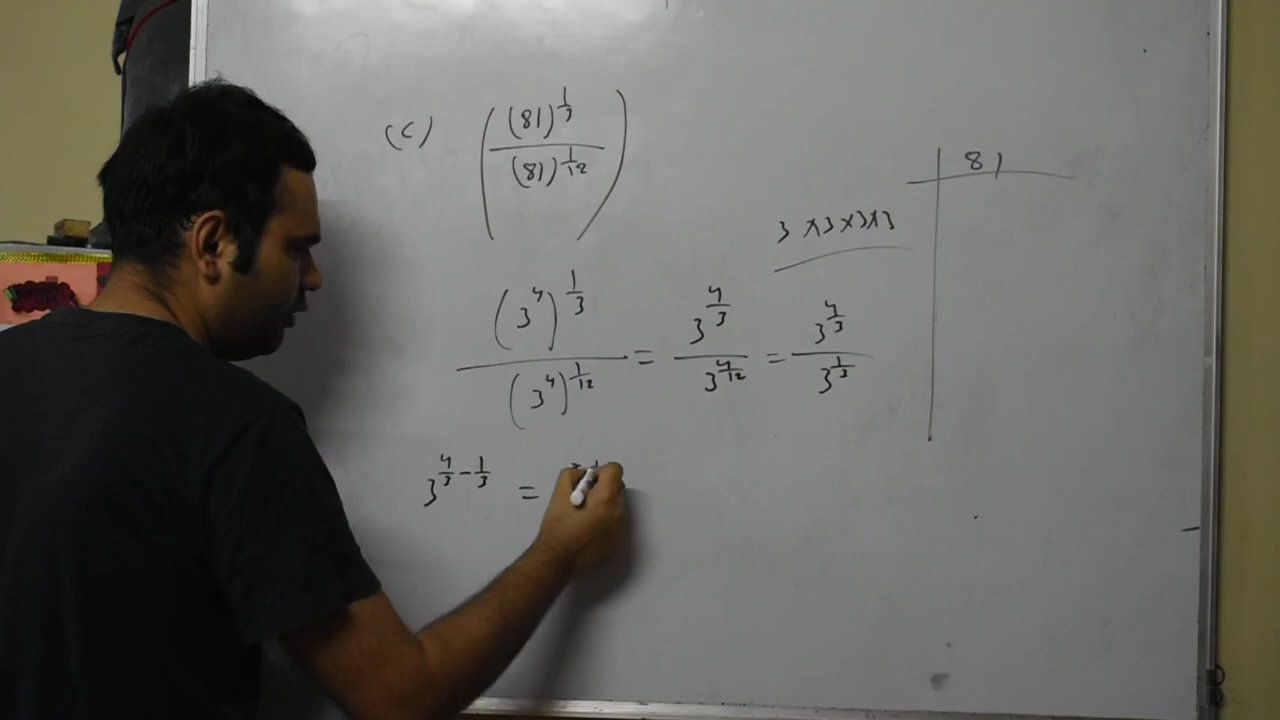 (c) ( (81)^{1/3} / (81)^{1/12} )
81
3 x 3 x 3 x 3
(3^4)^{1/3} / (3^4)^{1/12} = 3^{4/3} / 3^{4/12} = 3^{4/3} / 3^{1/3}
3^{4/3 - 1/3} =